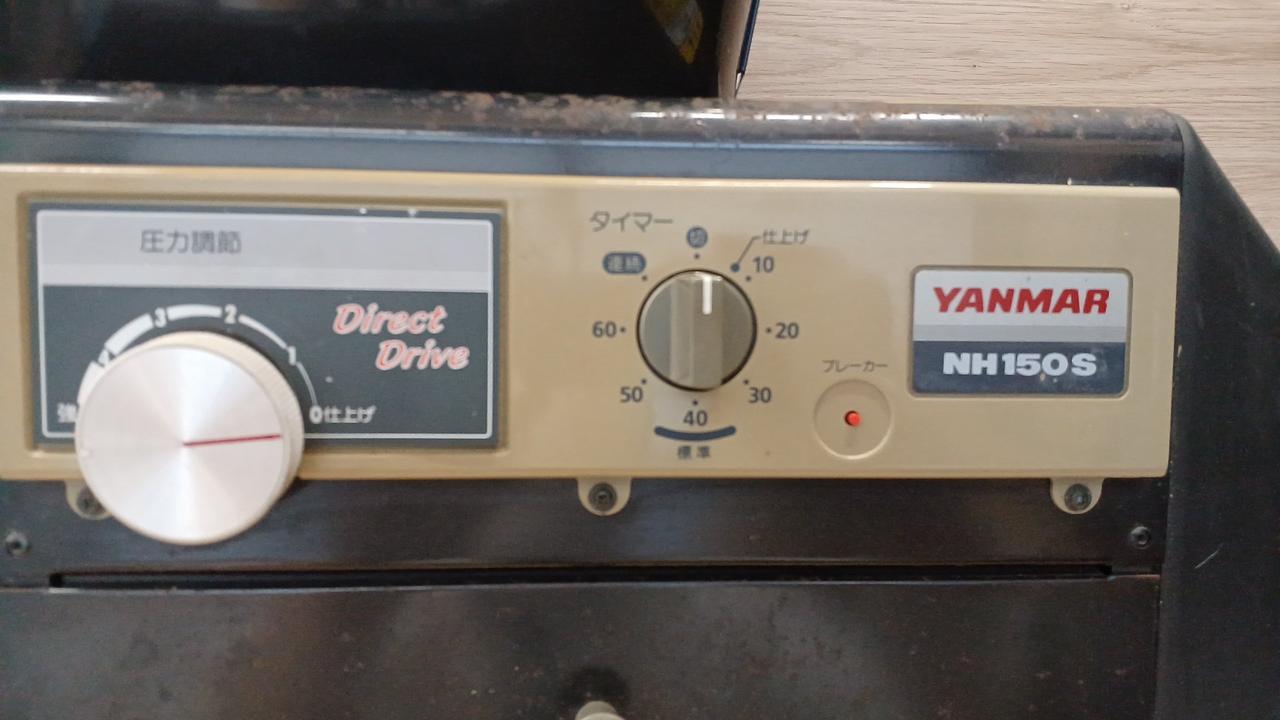 圧力調節
3
2
1
強
0仕上げ
Direct
Drive
タイマー
切
仕上げ
連続
10
60
20
50
30
40
標準
ブレーカー
YANMAR
NH150S